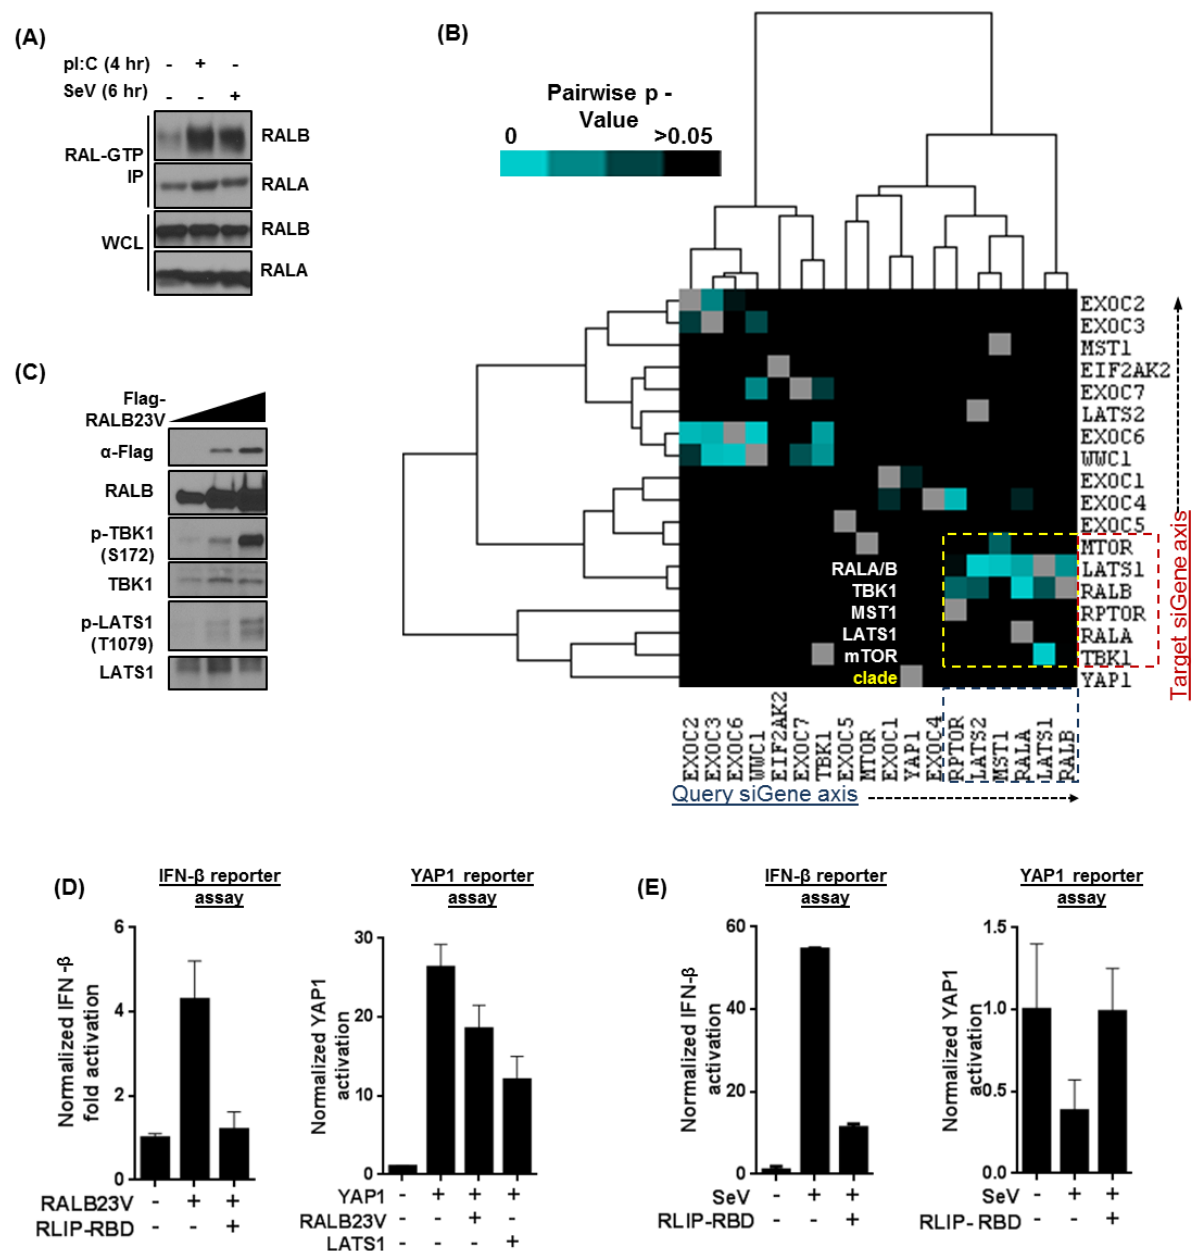 (A)
pI:C (4 hr) - + -
SeV (6 hr) - - +
RAL-GTP
IP
RALB
RALA
WCL
RALB
RALA
(B)
Pairwise p -
Value
0 >0.05
EXOC2
EXOC3
MST1
EIF2AK2
EXOC7
LATS2
EXOC6
WWC1
EXOC1
EXOC4
EXOC5
MTOR
LATS1
RALB
RPTOR
RALA
TBK1
YAP1
RALA/B
TBK1
MST1
LATS1
mTOR
clade
Target siGene axis
EXOC2
EXOC3
EXOC6
WWC1
EIF2AK2
EXOC7
TBK1
EXOC5
MTOR
EXOC1
YAP1
EXOC4
RPTOR
LATS2
MST1
RALA
LATS1
RALB
Query siGene axis
(C)
Flag-
RALB23V
α-Flag
RALB
p-TBK1
(S172)
TBK1
p-LATS1
(T1079)
LATS1
(D)
IFN-β reporter
assay
Normalized IFN -β
fold activation
6
4
2
0
RALB23V - + +
RLIP-RBD - - +
YAP1 reporter
assay
Normalized YAP1
activation
30
20
10
0
YAP1 - + + +
RALB23V - - + -
LATS1 - - - +
(E)
IFN-β reporter
assay
Normalized IFN-β
activation
60
40
20
0
SeV - + +
RLIP-RBD - - +
YAP1 reporter
assay
Normalized YAP1
activation
1.5
1.0
0.5
0.0
SeV - + +
RLIP- RBD - - +